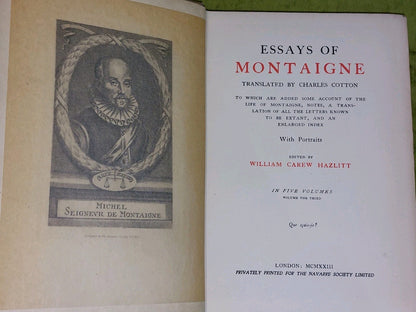 MICHEL
SEIGNEVR DE MONTAIGNE
ESSAYS OF
MONTAIGNE
TRANSLATED BY CHARLES COTTON
TO WHICH ARE ADDED SOME ACCOUNT OF THE
LIFE OF MONTAIGNE, NOTES, A TRANS-
LATION OF ALL THE LETTERS KNOWN
TO BE EXTANT, AND AN
ENLARGED INDEX
With Portraits
EDITED BY
WILLIAM CAREW HAZLITT
IN FIVE VOLUMES
VOLUME THE THIRD
Que sçais-je?
LONDON: MCMXXIII
PRIVATELY PRINTED FOR THE NAVARRE SOCIETY LIMITED